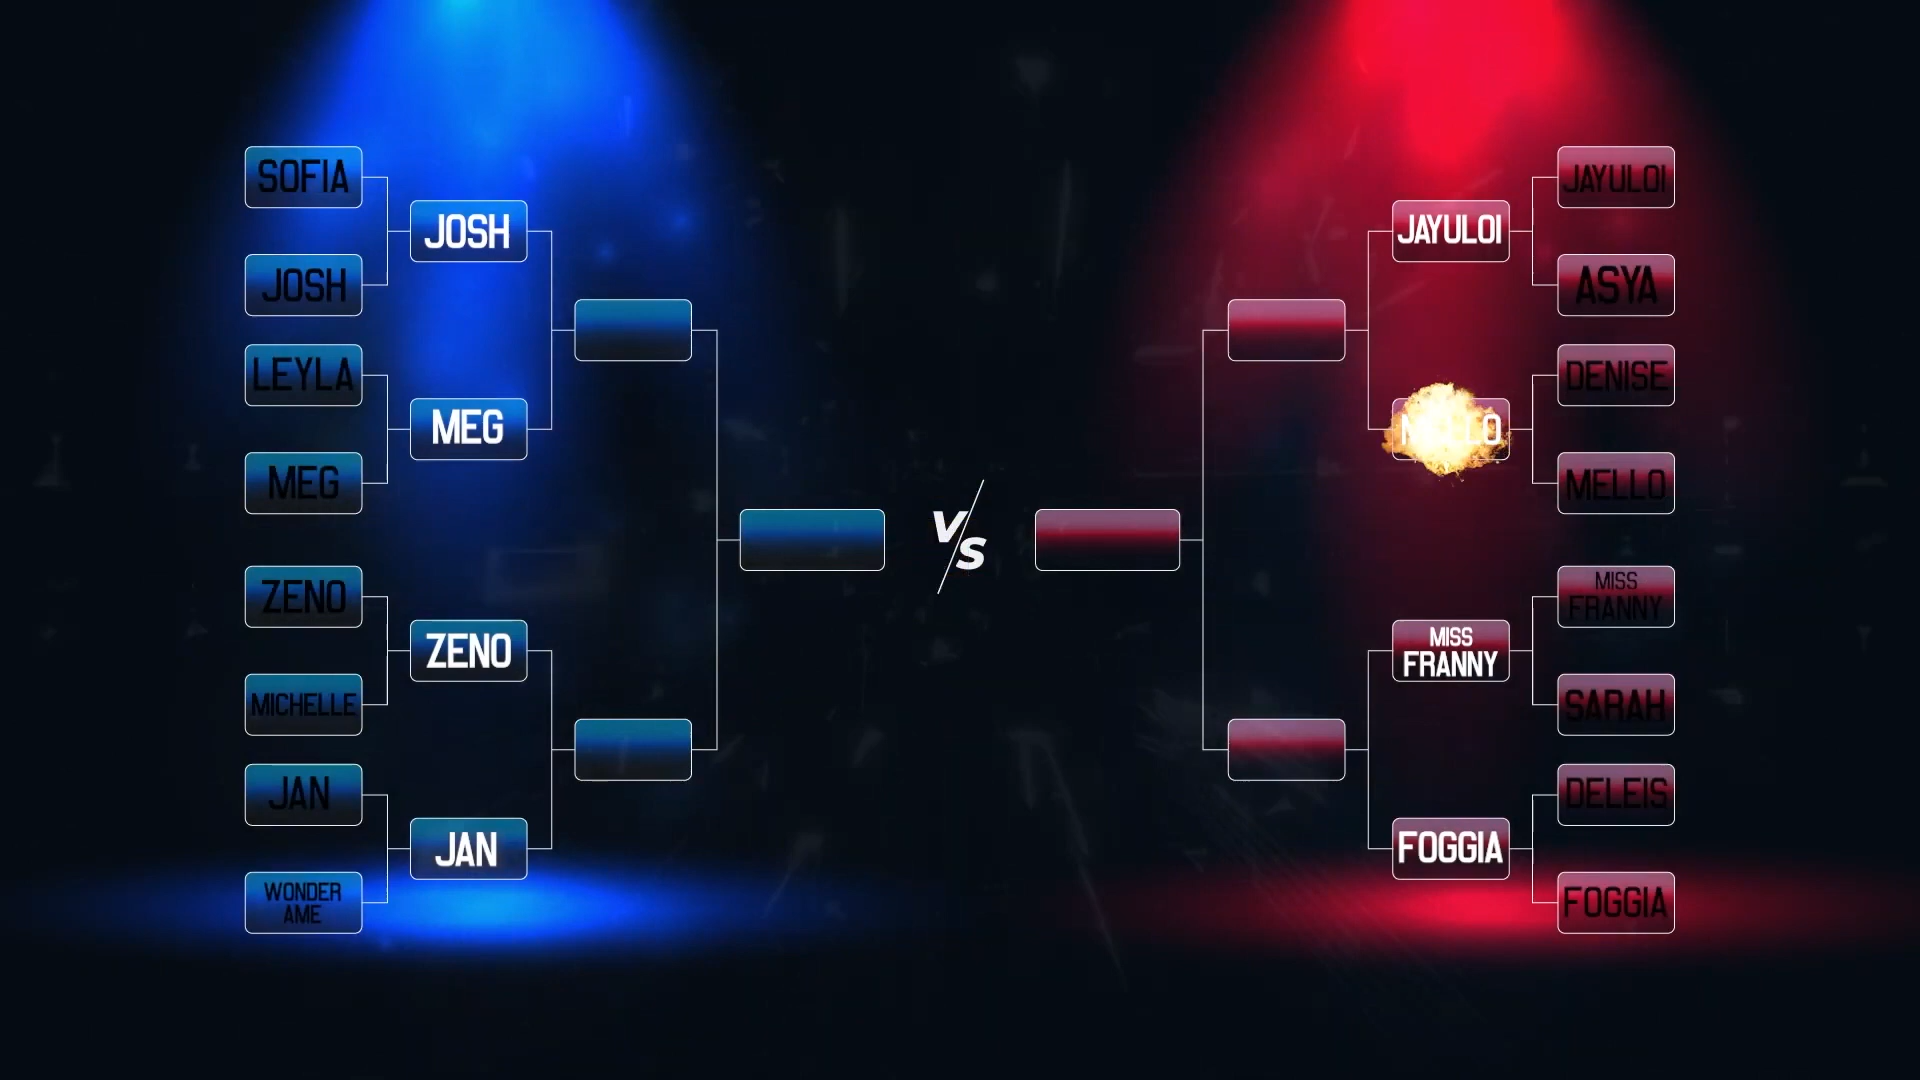 SOFIA
JOSH
LEYLA
MEG
ZENO
MICHELLE
JAN
WONDER
AME
JOSH
MEG
ZENO
JAN
VS
JAYULOI
MELLO
MISS
FRANNY
FOGGIA
JAYULOI
ASYA
DENISE
MELLO
MISS
FRANNY
SARAH
DELEIS
FOGGIA